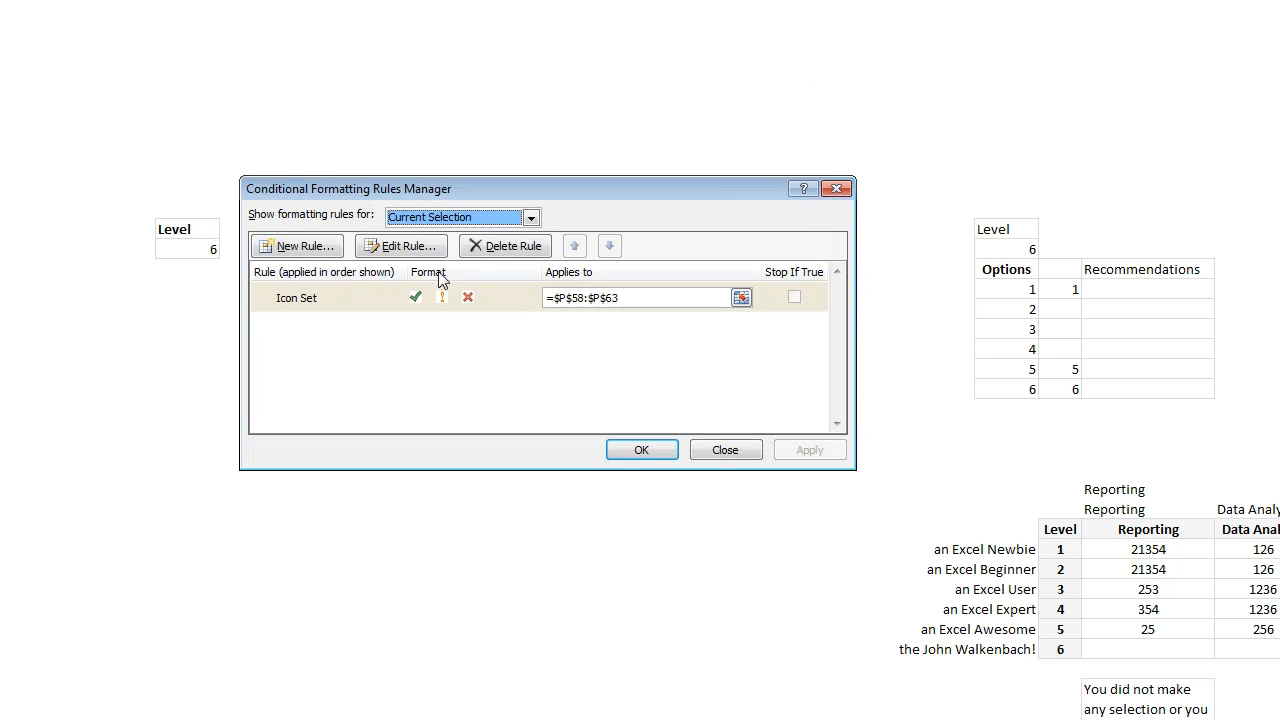 Conditional Formatting Rules Manager
?
Show formatting rules for: Current Selection
New Rule... Edit Rule... Delete Rule
Rule (applied in order shown) Format Applies to Stop If True
Icon Set =$P$58:$P$63
OK Close Apply
Level
6
Level
6
Options Recommendations
1 1
2
3
4
5 5
6 6
Reporting
Reporting Data Analy
Level Reporting Data Anal
an Excel Newbie 1 21354 126
an Excel Beginner 2 21354 126
an Excel User 3 253 1236
an Excel Expert 4 354 1236
an Excel Awesome 5 25 256
the John Walkenbach! 6
You did not make
any selection or you